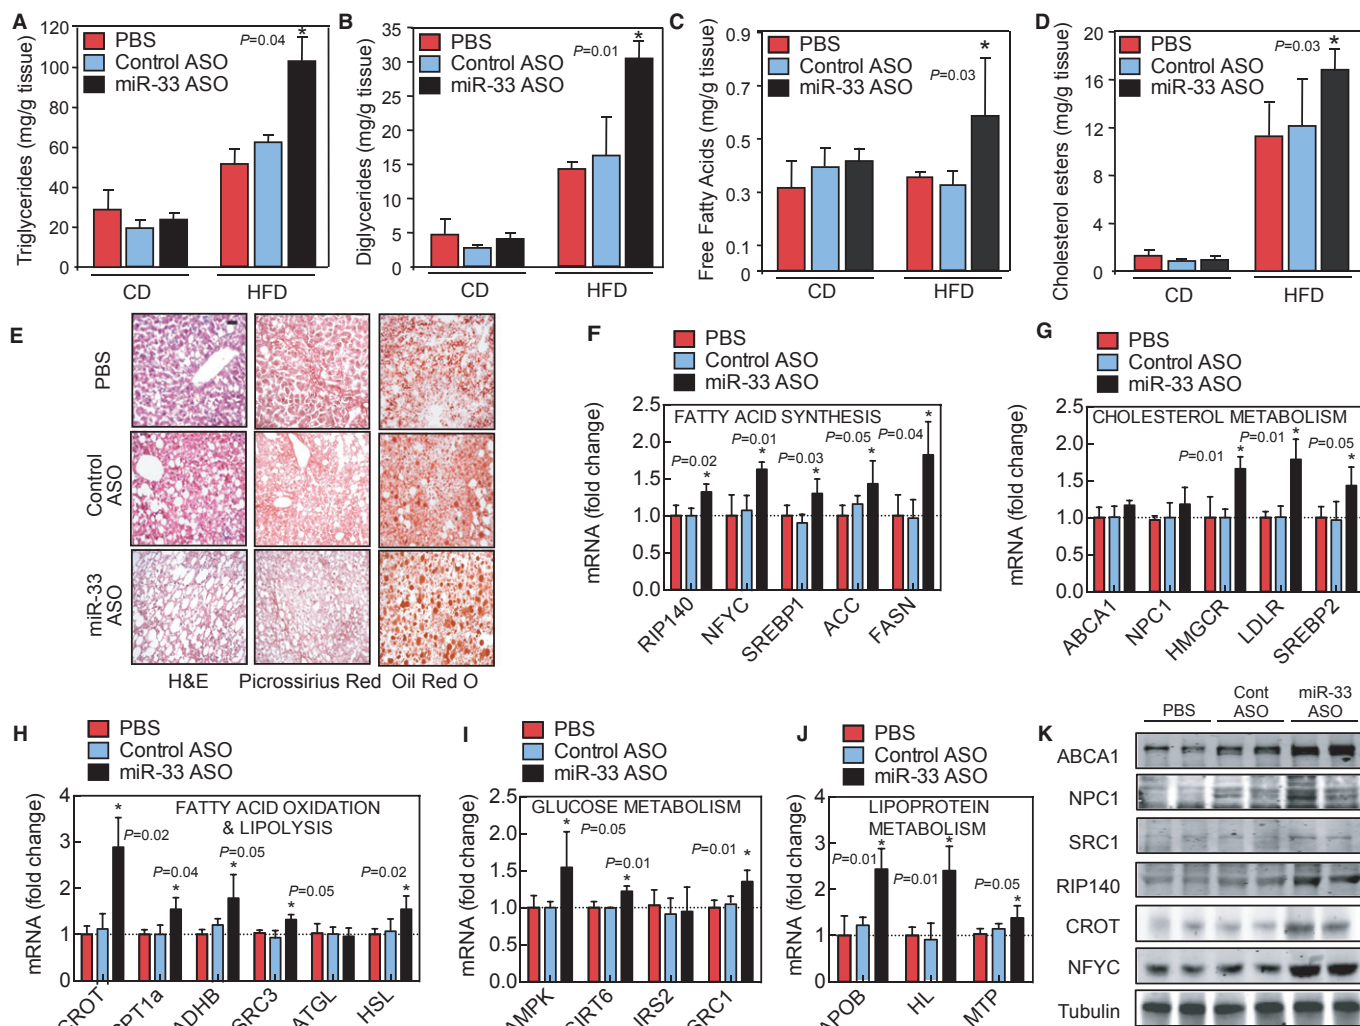 A
Triglycerides (mg/g tissue)
120
100
80
60
40
20
0
PBS
Control ASO
miR-33 ASO
P=0.04
*
CD
HFD
B
Diglycerides (mg/g tissue)
35
30
25
20
15
10
5
0
PBS
Control ASO
miR-33 ASO
P=0.01
*
CD
HFD
C
Free Fatty Acids (mg/g tissue)
0.9
0.7
0.5
0.3
0.1
0
PBS
Control ASO
miR-33 ASO
P=0.03
*
CD
HFD
D
Cholesterol esters (mg/g tissue)
20
16
12
8
4
0
PBS
Control ASO
miR-33 ASO
P=0.03
*
CD
HFD
E
PBS
Control
ASO
miR-33
ASO
H&E
Picrossirius Red
Oil Red O
F
PBS
Control ASO
miR-33 ASO
mRNA (fold change)
2.5
2.0
1.5
1.0
0.5
0.0
FATTY ACID SYNTHESIS
P=0.02
*
P=0.01
*
P=0.03
*
P=0.05
*
P=0.04
*
RIP140
NFYC
SREBP1
ACC
FASN
G
PBS
Control ASO
miR-33 ASO
mRNA (fold change)
2.5
2.0
1.5
1.0
0.5
0.0
CHOLESTEROL METABOLISM
P=0.01
*
P=0.01
*
P=0.05
*
ABCA1
NPC1
HMGCR
LDLR
SREBP2
H
PBS
Control ASO
miR-33 ASO
mRNA (fold change)
4
3
2
1
0
FATTY ACID OXIDATION
& LIPOLYSIS
*
P=0.02
P=0.04
*
P=0.05
*
P=0.05
*
P=0.02
*
CROT
CPT1a
HADHB
SRC3
ATGL
HSL
I
PBS
Control ASO
miR-33 ASO
mRNA (fold change)
2.5
2.0
1.5
1.0
0.5
0.0
GLUCOSE METABOLISM
*
P=0.05
P=0.01
*
P=0.01
*
AMPK
SIRT6
IRS2
SRC1
J
PBS
Control ASO
miR-33 ASO
mRNA (fold change)
4
3
2
1
0
LIPOPROTEIN
METABOLISM
P=0.01
*
P=0.01
*
P=0.05
*
APOB
HL
MTP
K
PBS
Cont
ASO
miR-33
ASO
ABCA1
NPC1
SRC1
RIP140
CROT
NFYC
Tubulin